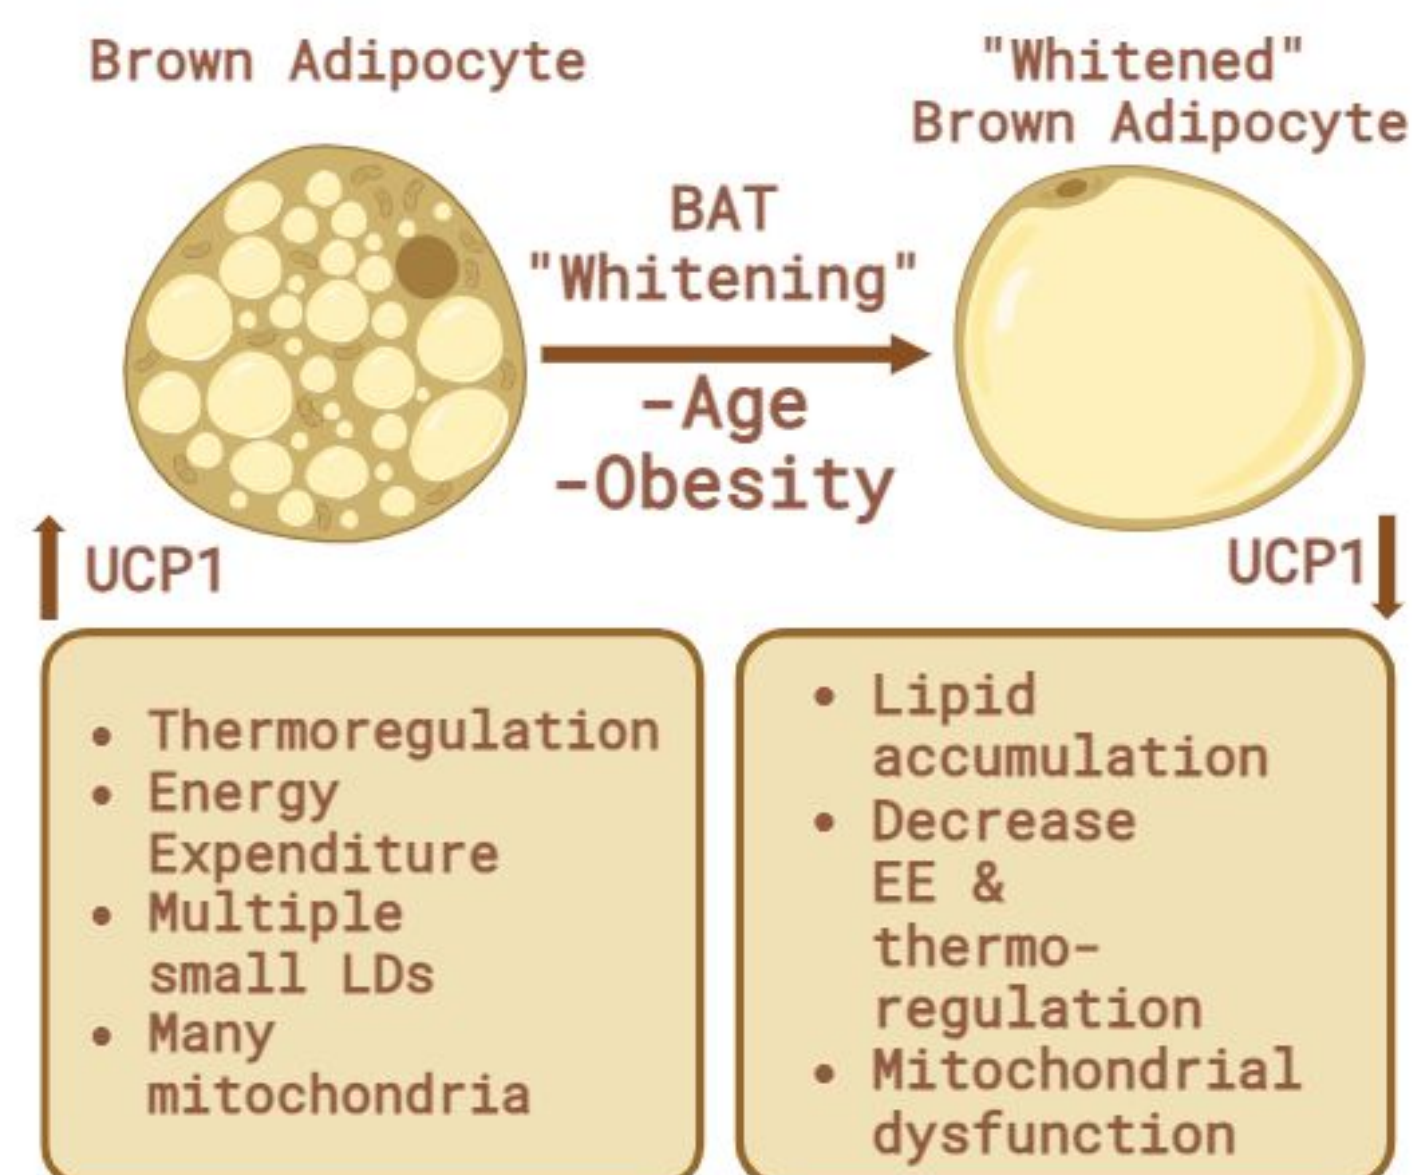 Brown Adipocyte
"Whitened"
Brown Adipocyte
BAT
"Whitening"
-Age
-Obesity
UCP1
UCP1
• Thermoregulation
• Energy
Expenditure
• Multiple
small LDs
• Many
mitochondria
• Lipid
accumulation
• Decrease
EE &
thermo-
regulation
• Mitochondrial
dysfunction